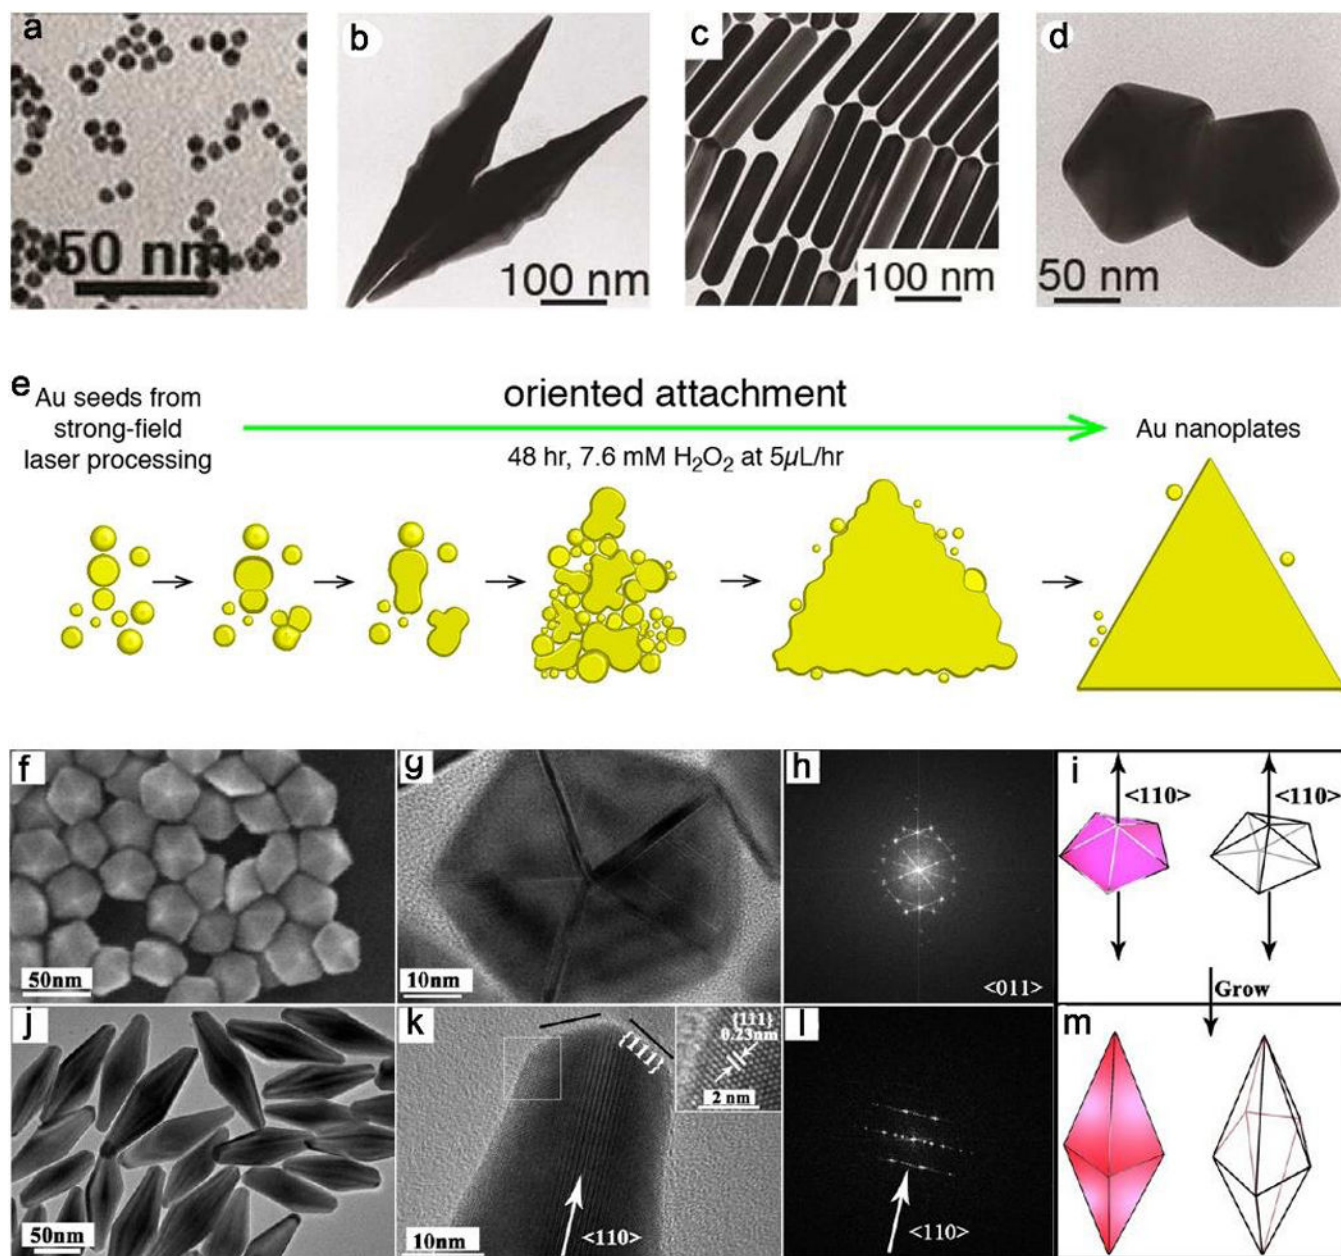 a
50 nm
b
100 nm
c
100 nm
d
50 nm
e
Au seeds from
strong-field
laser processing
oriented attachment
48 hr, 7.6 mM H₂O₂ at 5μL/hr
Au nanoplates
f
50nm
g
10nm
h
<011>
i
<110>
<110>
Grow
j
50nm
k
{111}
{111}
0.23nm
2 nm
<110>
10nm
l
<110>
m